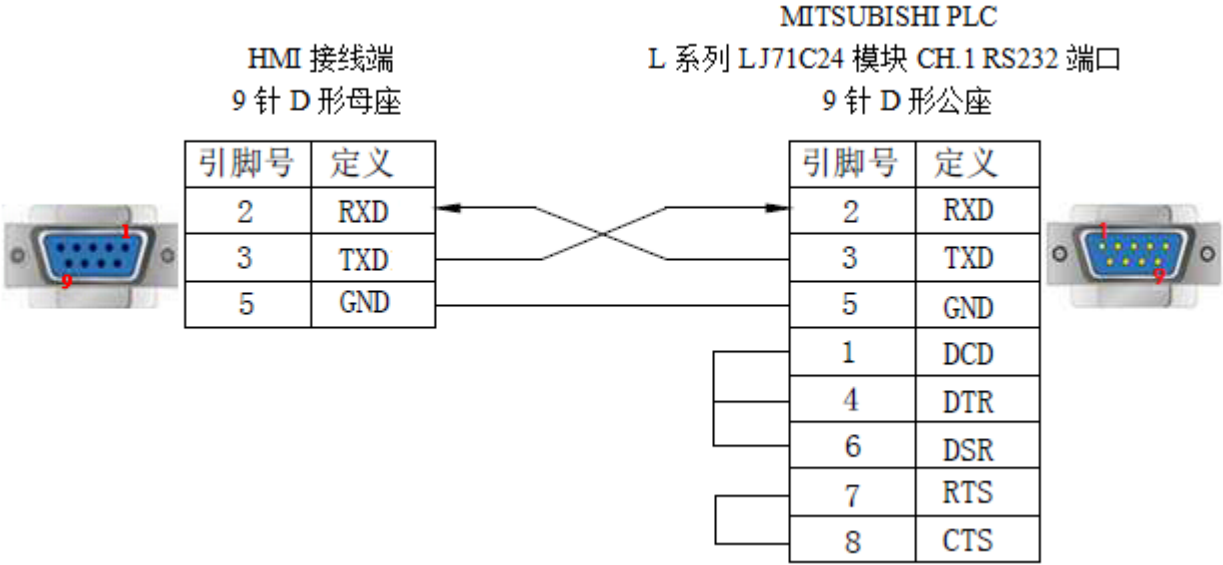 MITSUBISHI PLC
HMI 接线端
L 系列 LJ71C24 模块 CH.1 RS232 端口
9 针 D 形母座
9 针 D 形公座
引脚号 定义
2 RXD
3 TXD
5 GND
1
9
引脚号 定义
2 RXD
3 TXD
5 GND
1 DCD
4 DTR
6 DSR
7 RTS
8 CTS
1
9